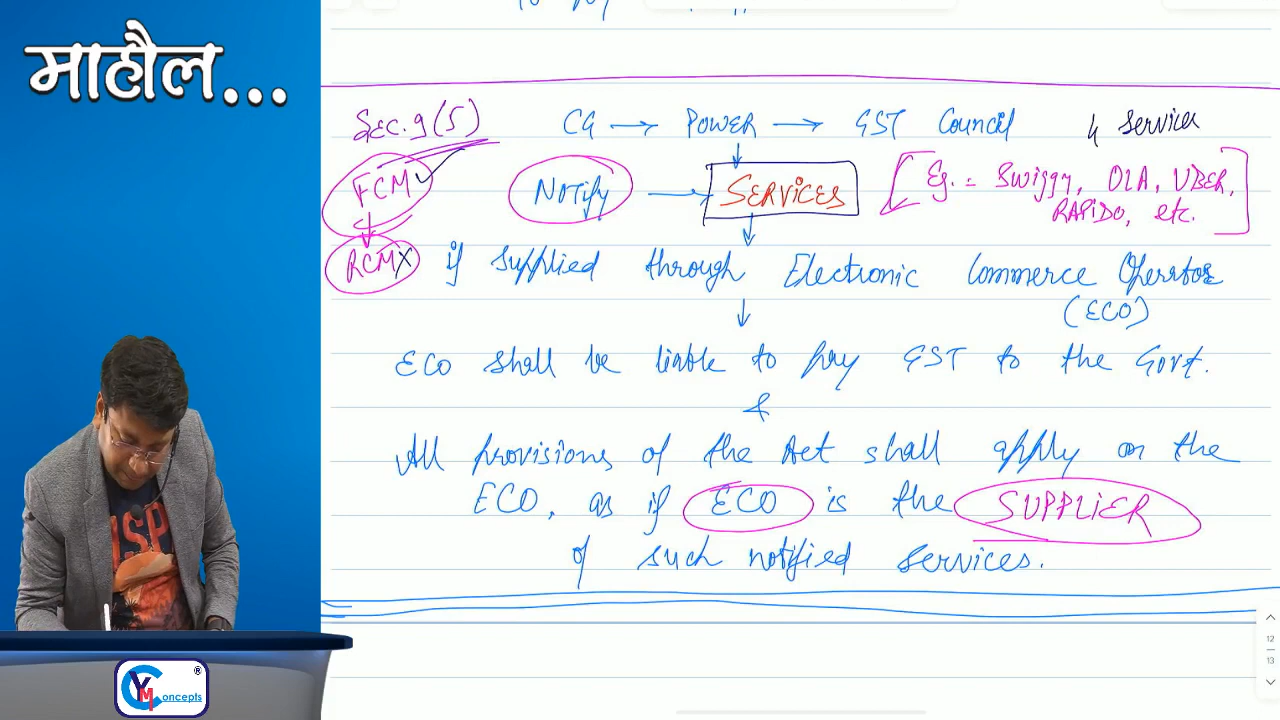 माहौल...
Sec. 9(5) CG → POWER → GST Council 4 Services
FCM ✓ NOTIFY → SERVICES [Eg. = Swiggy, OLA, UBER,
RAPIDO, etc.]
RCM X if supplied through Electronic Commerce Operator
(ECO)
ECO shall be liable to pay GST to the Govt.
&
All provisions of the Act shall apply on the
ECO, as if ECO is the SUPPLIER
of such notified services.
12
13
YM Concepts ®